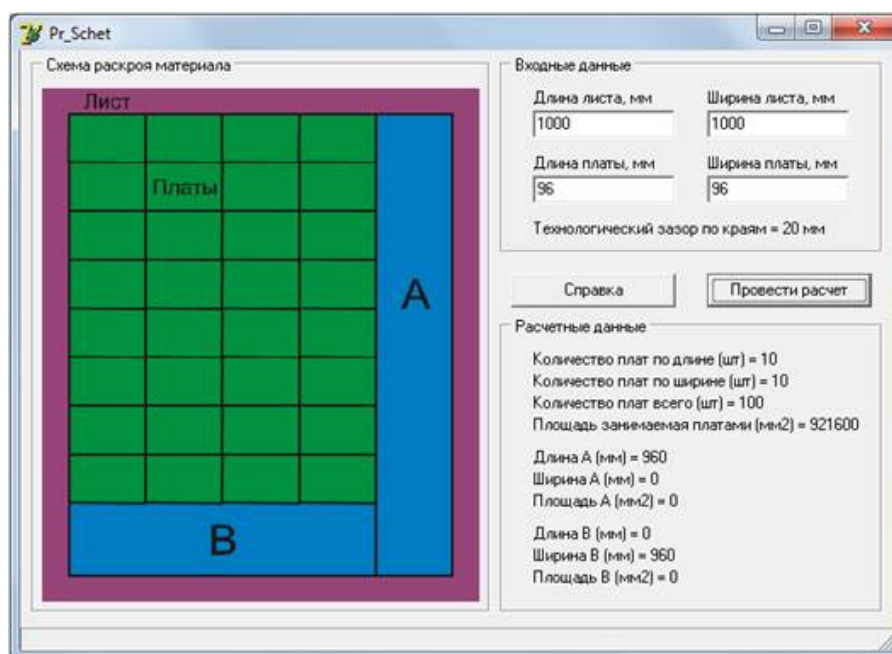 Pr_Schet
Схема раскроя материала
Лист
Платы
A
B
Входные данные
Длина листа, мм Ширина листа, мм
1000 1000
Длина платы, мм Ширина платы, мм
96 96
Технологический зазор по краям = 20 мм
Справка Провести расчет
Расчетные данные
Количество плат по длине (шт) = 10
Количество плат по ширине (шт) = 10
Количество плат всего (шт) = 100
Площадь занимаемая платами (мм2) = 921600
Длина A (мм) = 960
Ширина A (мм) = 0
Площадь A (мм2) = 0
Длина B (мм) = 0
Ширина B (мм) = 960
Площадь B (мм2) = 0